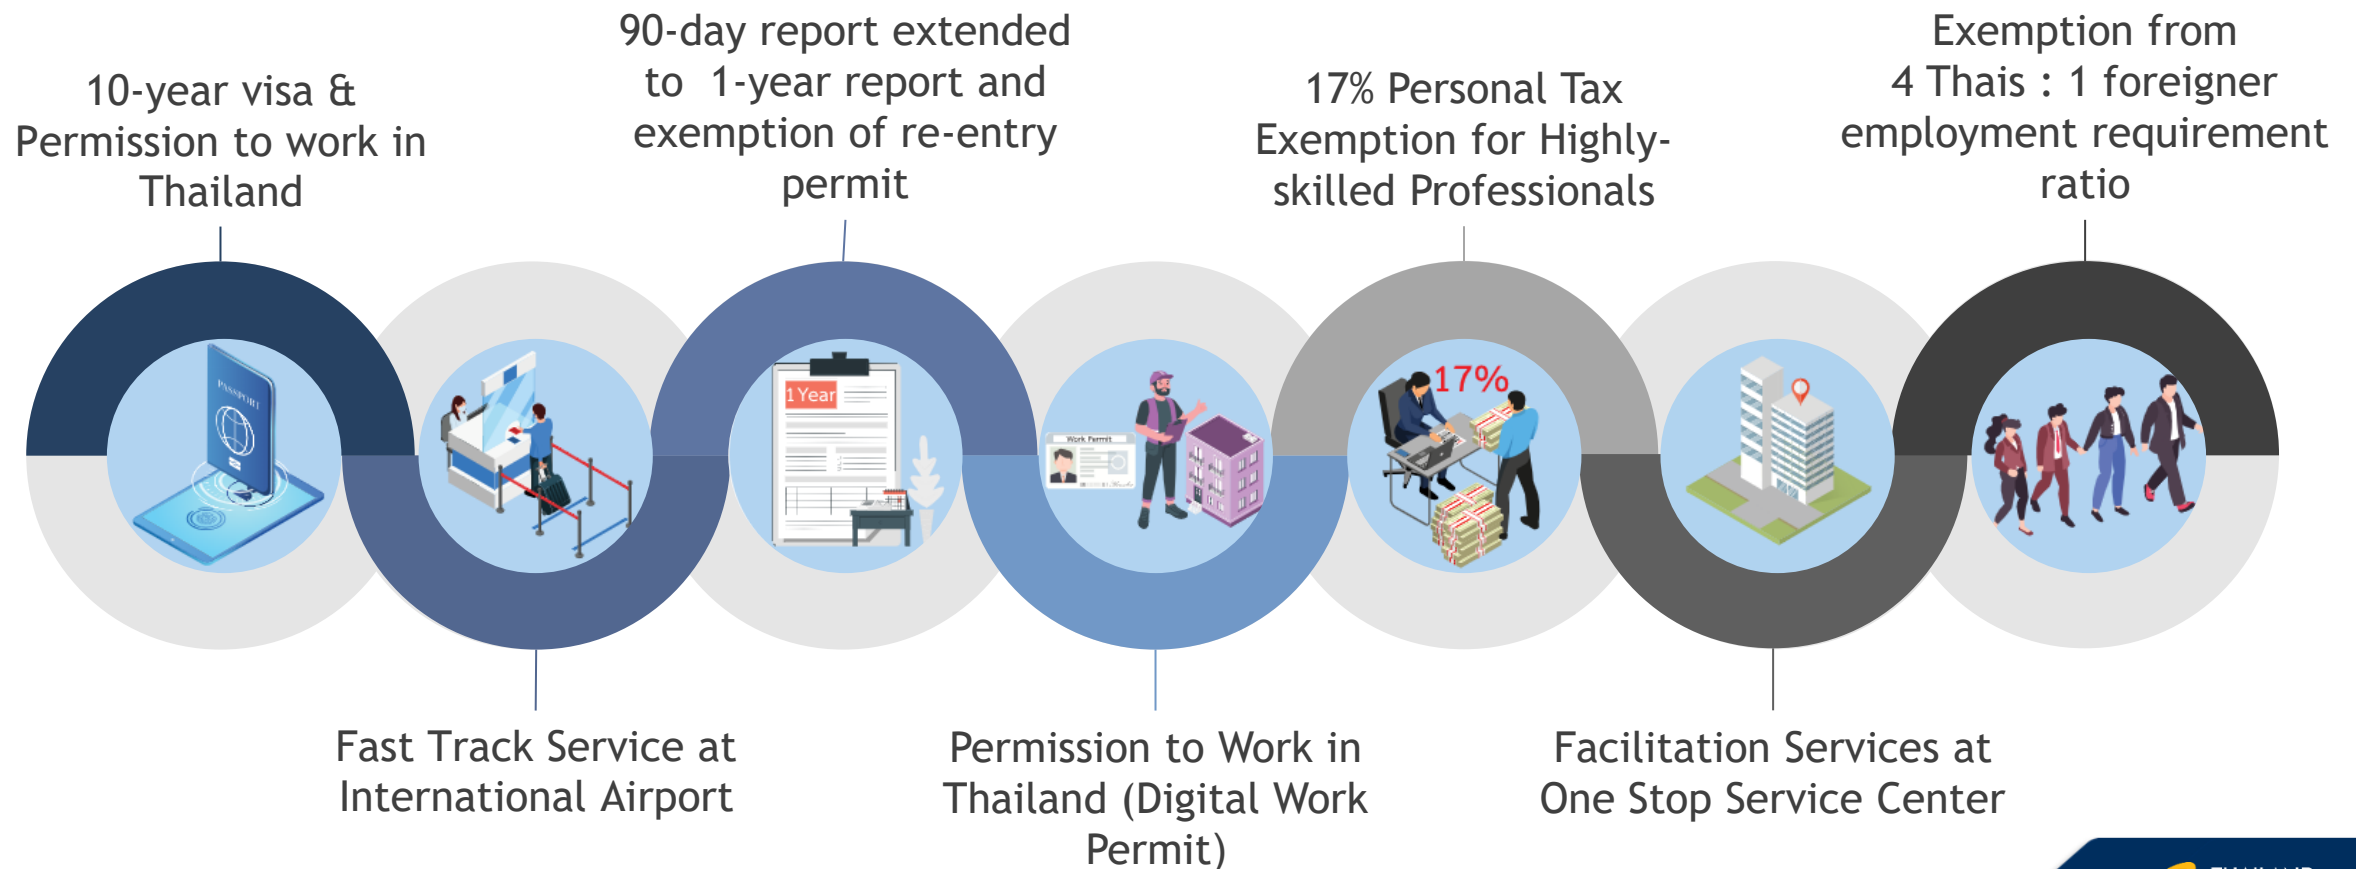 10-year visa &
Permission to work in
Thailand
90-day report extended
to 1-year report and
exemption of re-entry
permit
17% Personal Tax
Exemption for Highly-
skilled Professionals
Exemption from
4 Thais : 1 foreigner
employment requirement
ratio
PASSPORT
1 Year
Work Permit
17%
Fast Track Service at
International Airport
Permission to Work in
Thailand (Digital Work
Permit)
Facilitation Services at
One Stop Service Center